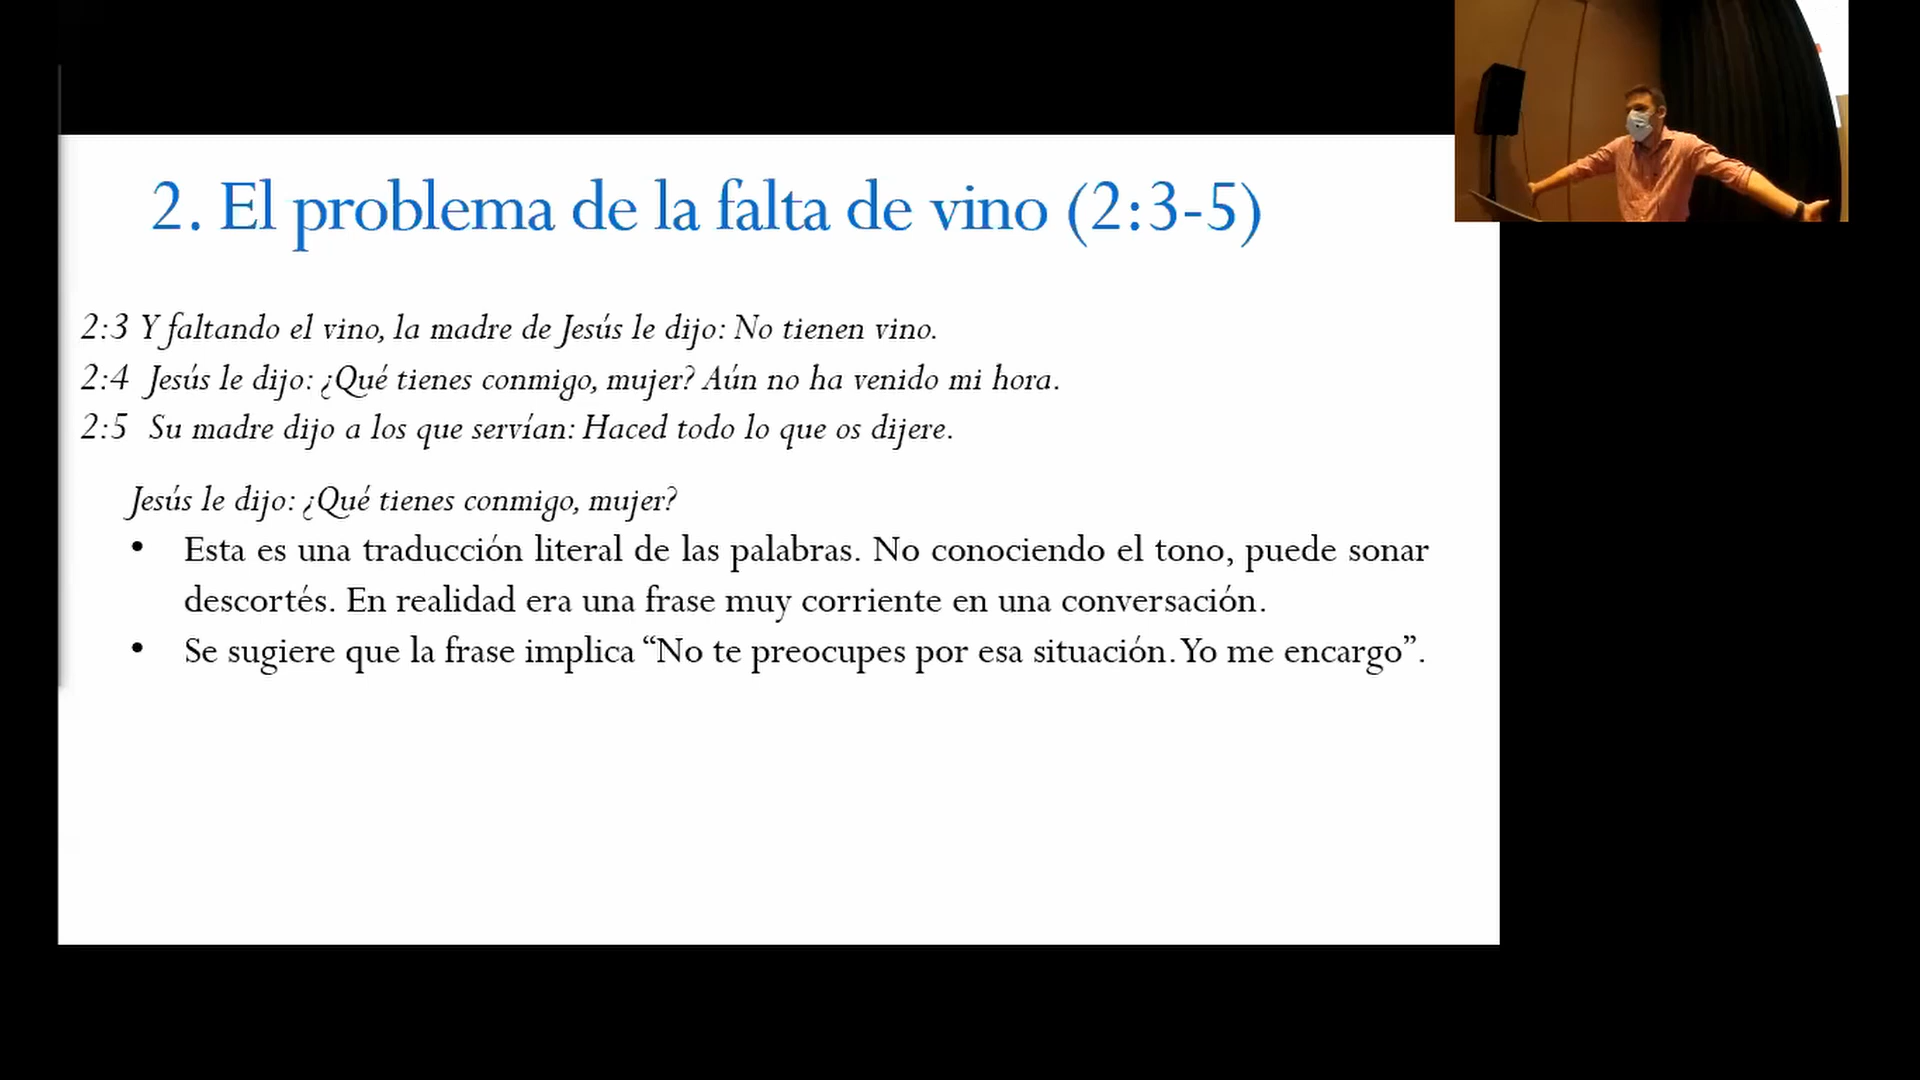 2. El problema de la falta de vino (2:3-5)
2:3 Y faltando el vino, la madre de Jesús le dijo: No tienen vino.
2:4 Jesús le dijo: ¿Qué tienes conmigo, mujer? Aún no ha venido mi hora.
2:5 Su madre dijo a los que servían: Haced todo lo que os dijere.
Jesús le dijo: ¿Qué tienes conmigo, mujer?
• Esta es una traducción literal de las palabras. No conociendo el tono, puede sonar
descortés. En realidad era una frase muy corriente en una conversación.
• Se sugiere que la frase implica “No te preocupes por esa situación. Yo me encargo”.